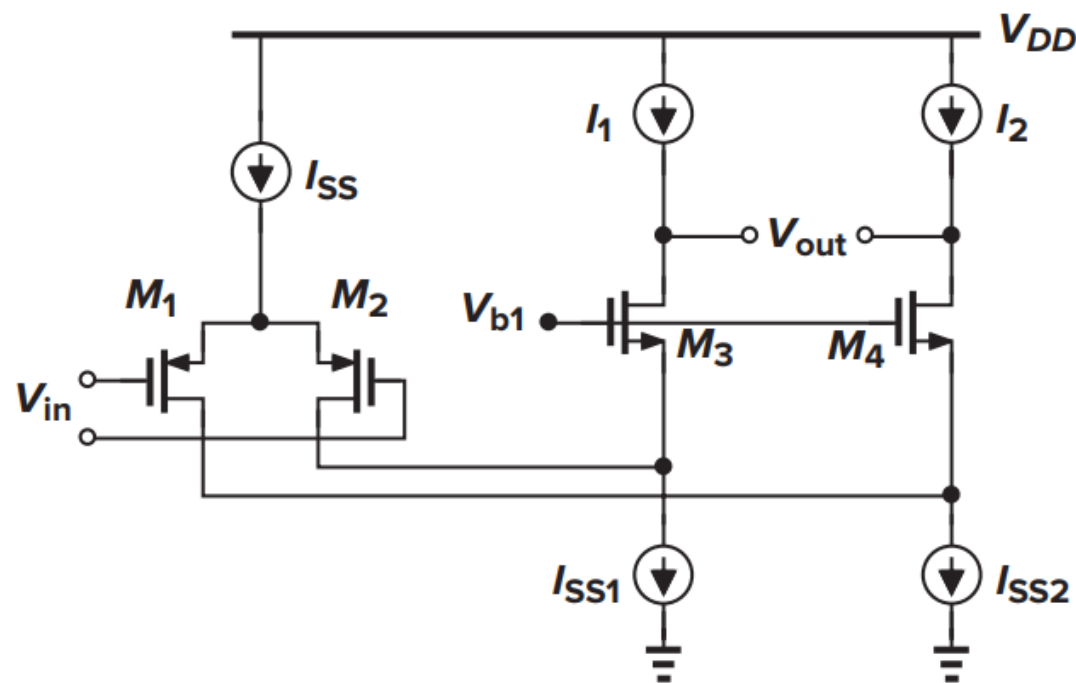 V_DD
I_1
I_2
I_SS
V_out
M_1
M_2
V_b1
M_3
M_4
V_in
I_SS1
I_SS2